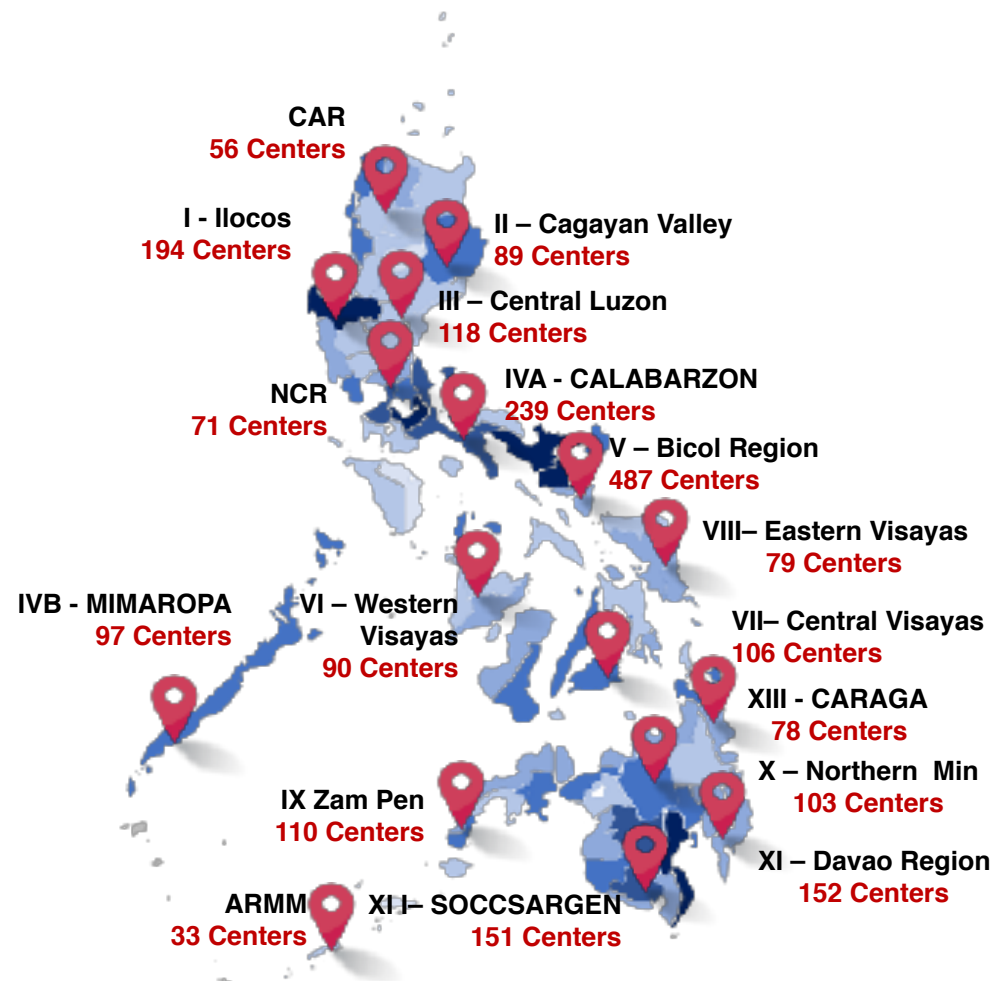 CAR
56 Centers
I - Ilocos
194 Centers
II – Cagayan Valley
89 Centers
III – Central Luzon
118 Centers
NCR
71 Centers
IVA - CALABARZON
239 Centers
V – Bicol Region
487 Centers
VIII– Eastern Visayas
79 Centers
IVB - MIMAROPA
97 Centers
VI – Western
Visayas
90 Centers
VII– Central Visayas
106 Centers
XIII - CARAGA
78 Centers
X – Northern Min
103 Centers
IX Zam Pen
110 Centers
XI – Davao Region
152 Centers
ARMM
33 Centers
XII– SOCCSARGEN
151 Centers